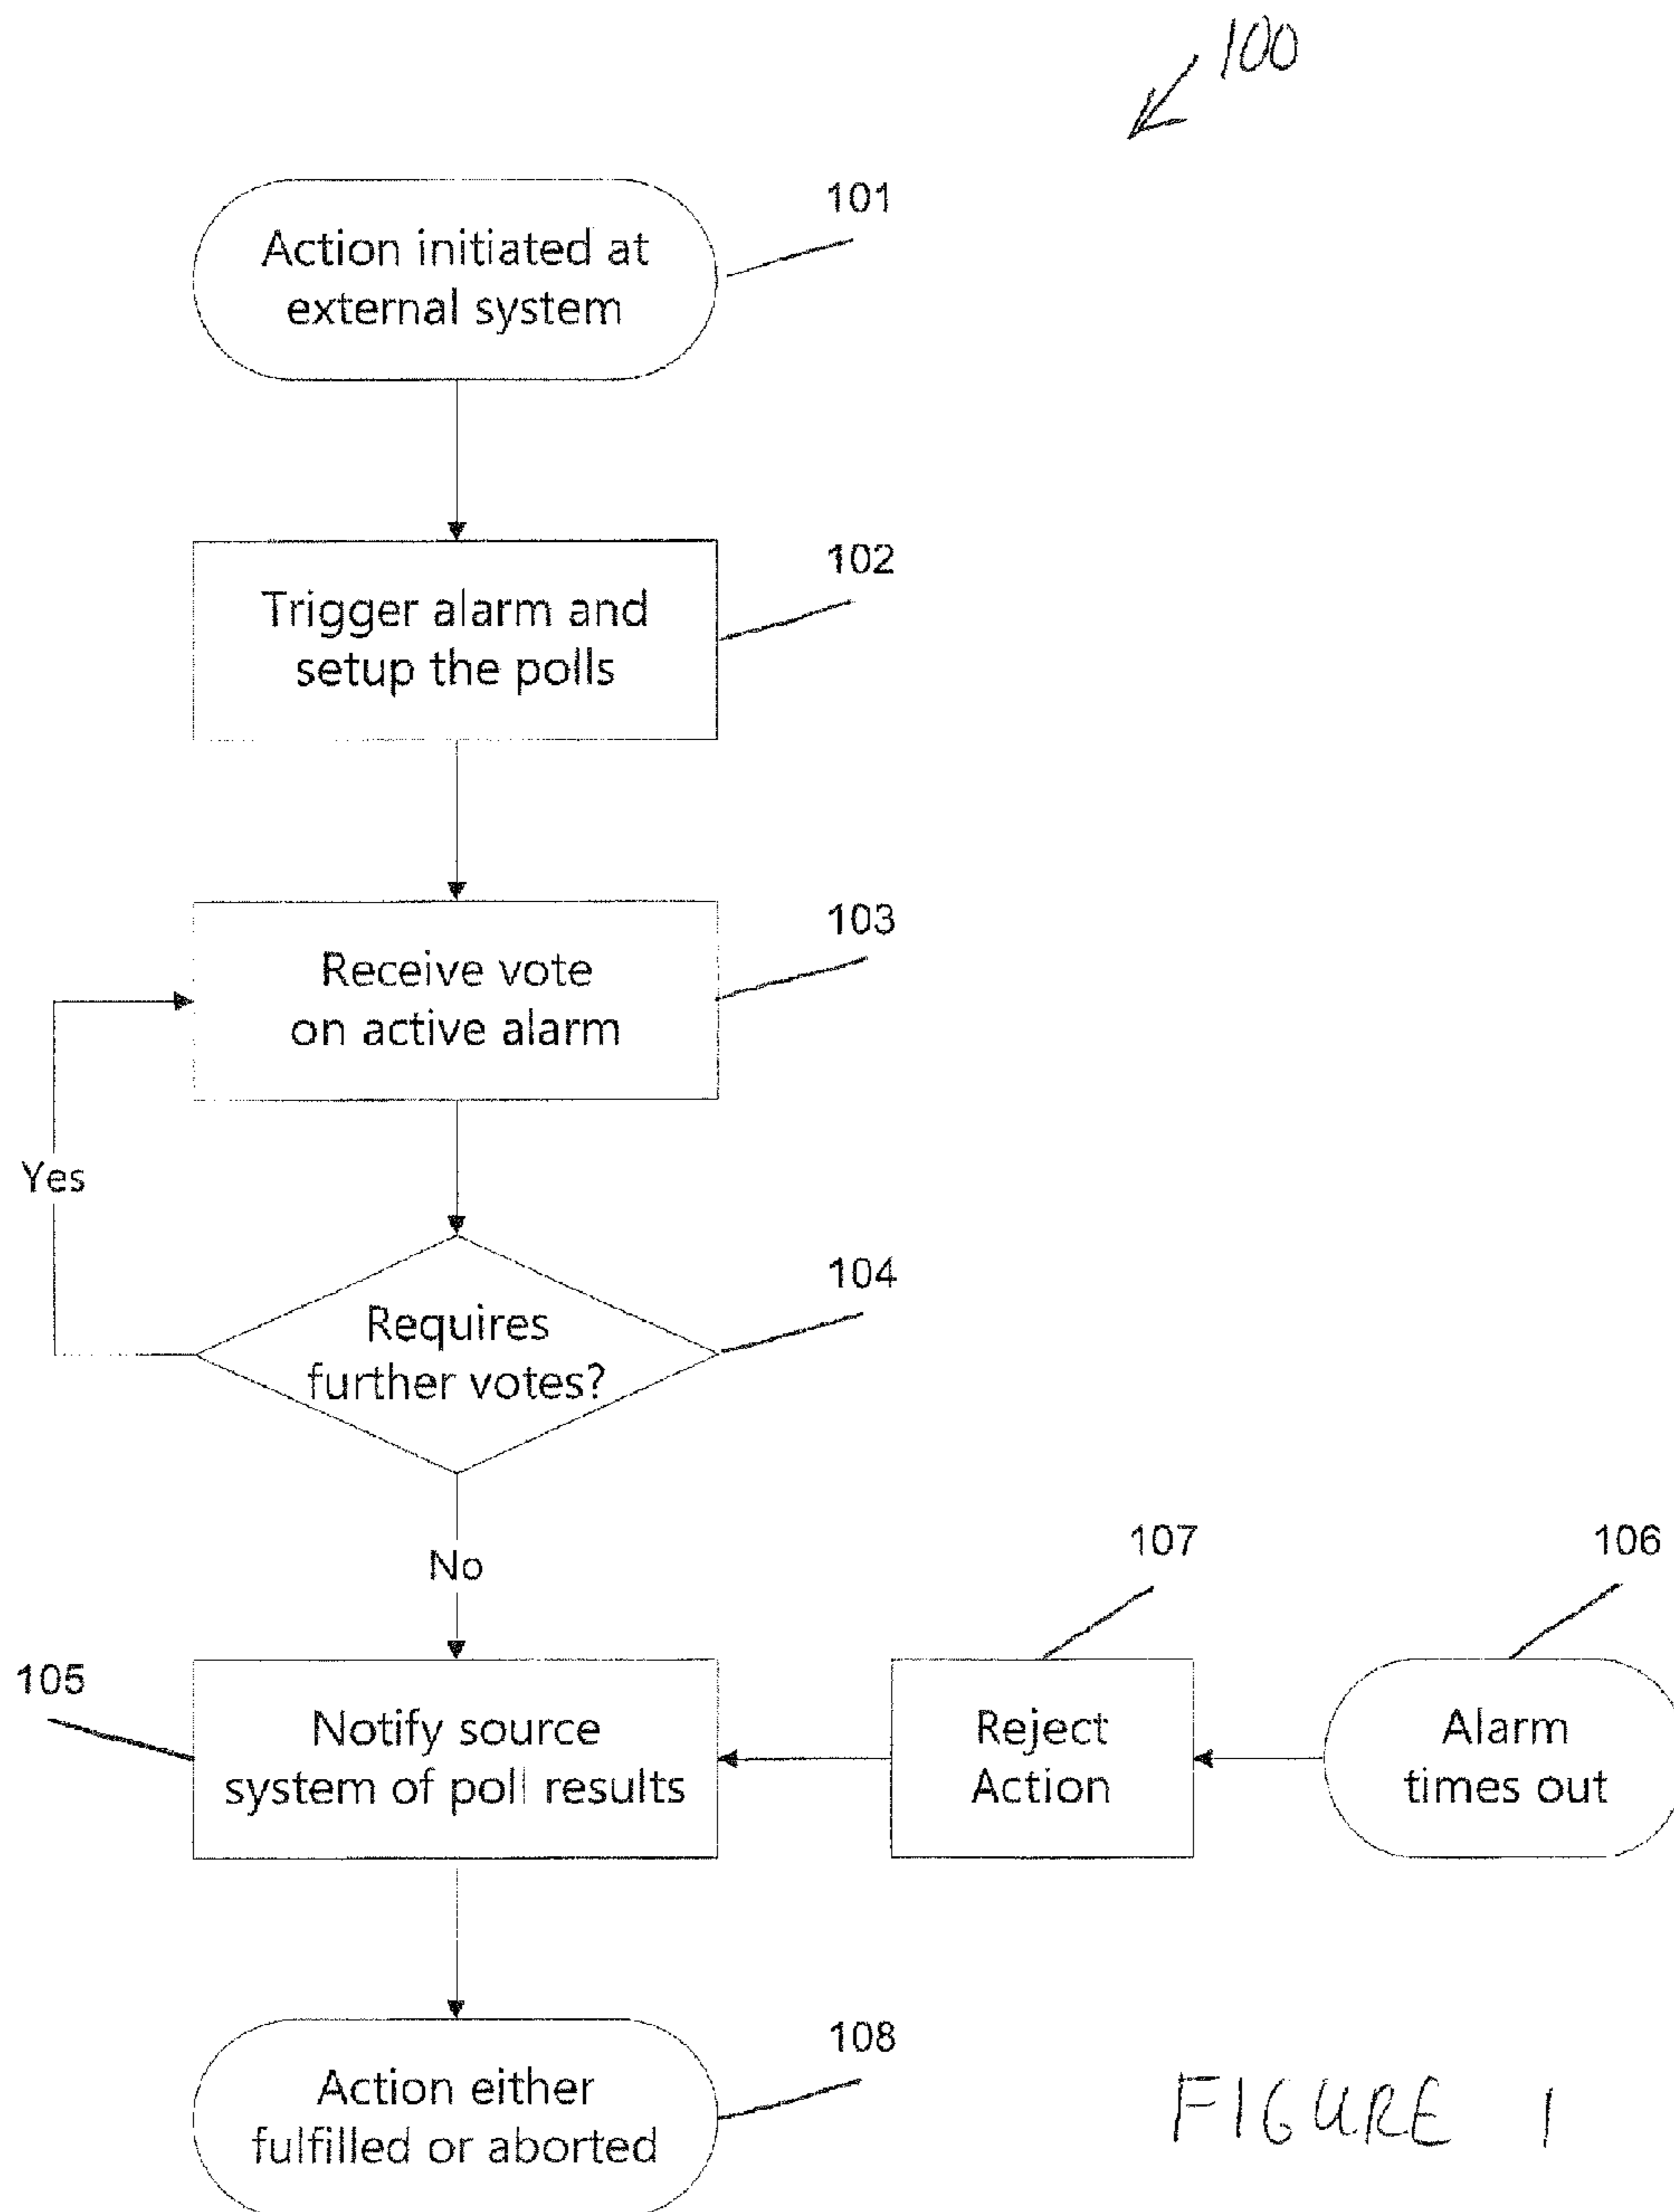 100
101
Action initiated at
external system
102
Trigger alarm and
setup the polls
103
Receive vote
on active alarm
Yes
104
Requires
further votes?
No
107
106
105
Notify source
system of poll results
Reject
Action
Alarm
times out
108
Action either
fulfilled or aborted
FIGURE 1